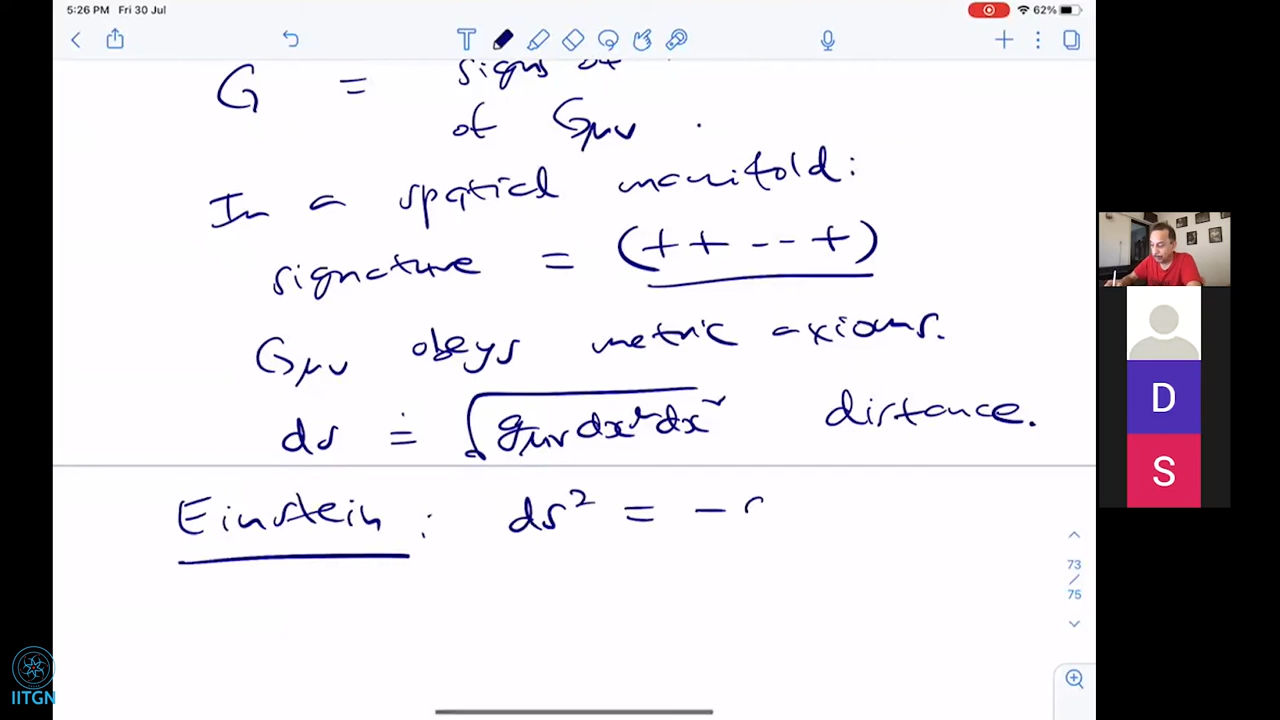 5:26 PM Fri 30 Jul
62%
G = signs of
of Gμν .
In a spatial manifold:
signature = (++ -- +)
Gμν obeys metric axioms.
ds = √gμν dx^μ dx^ν distance.
Einstein : ds² = -
73
/
75
D
S
IITGN